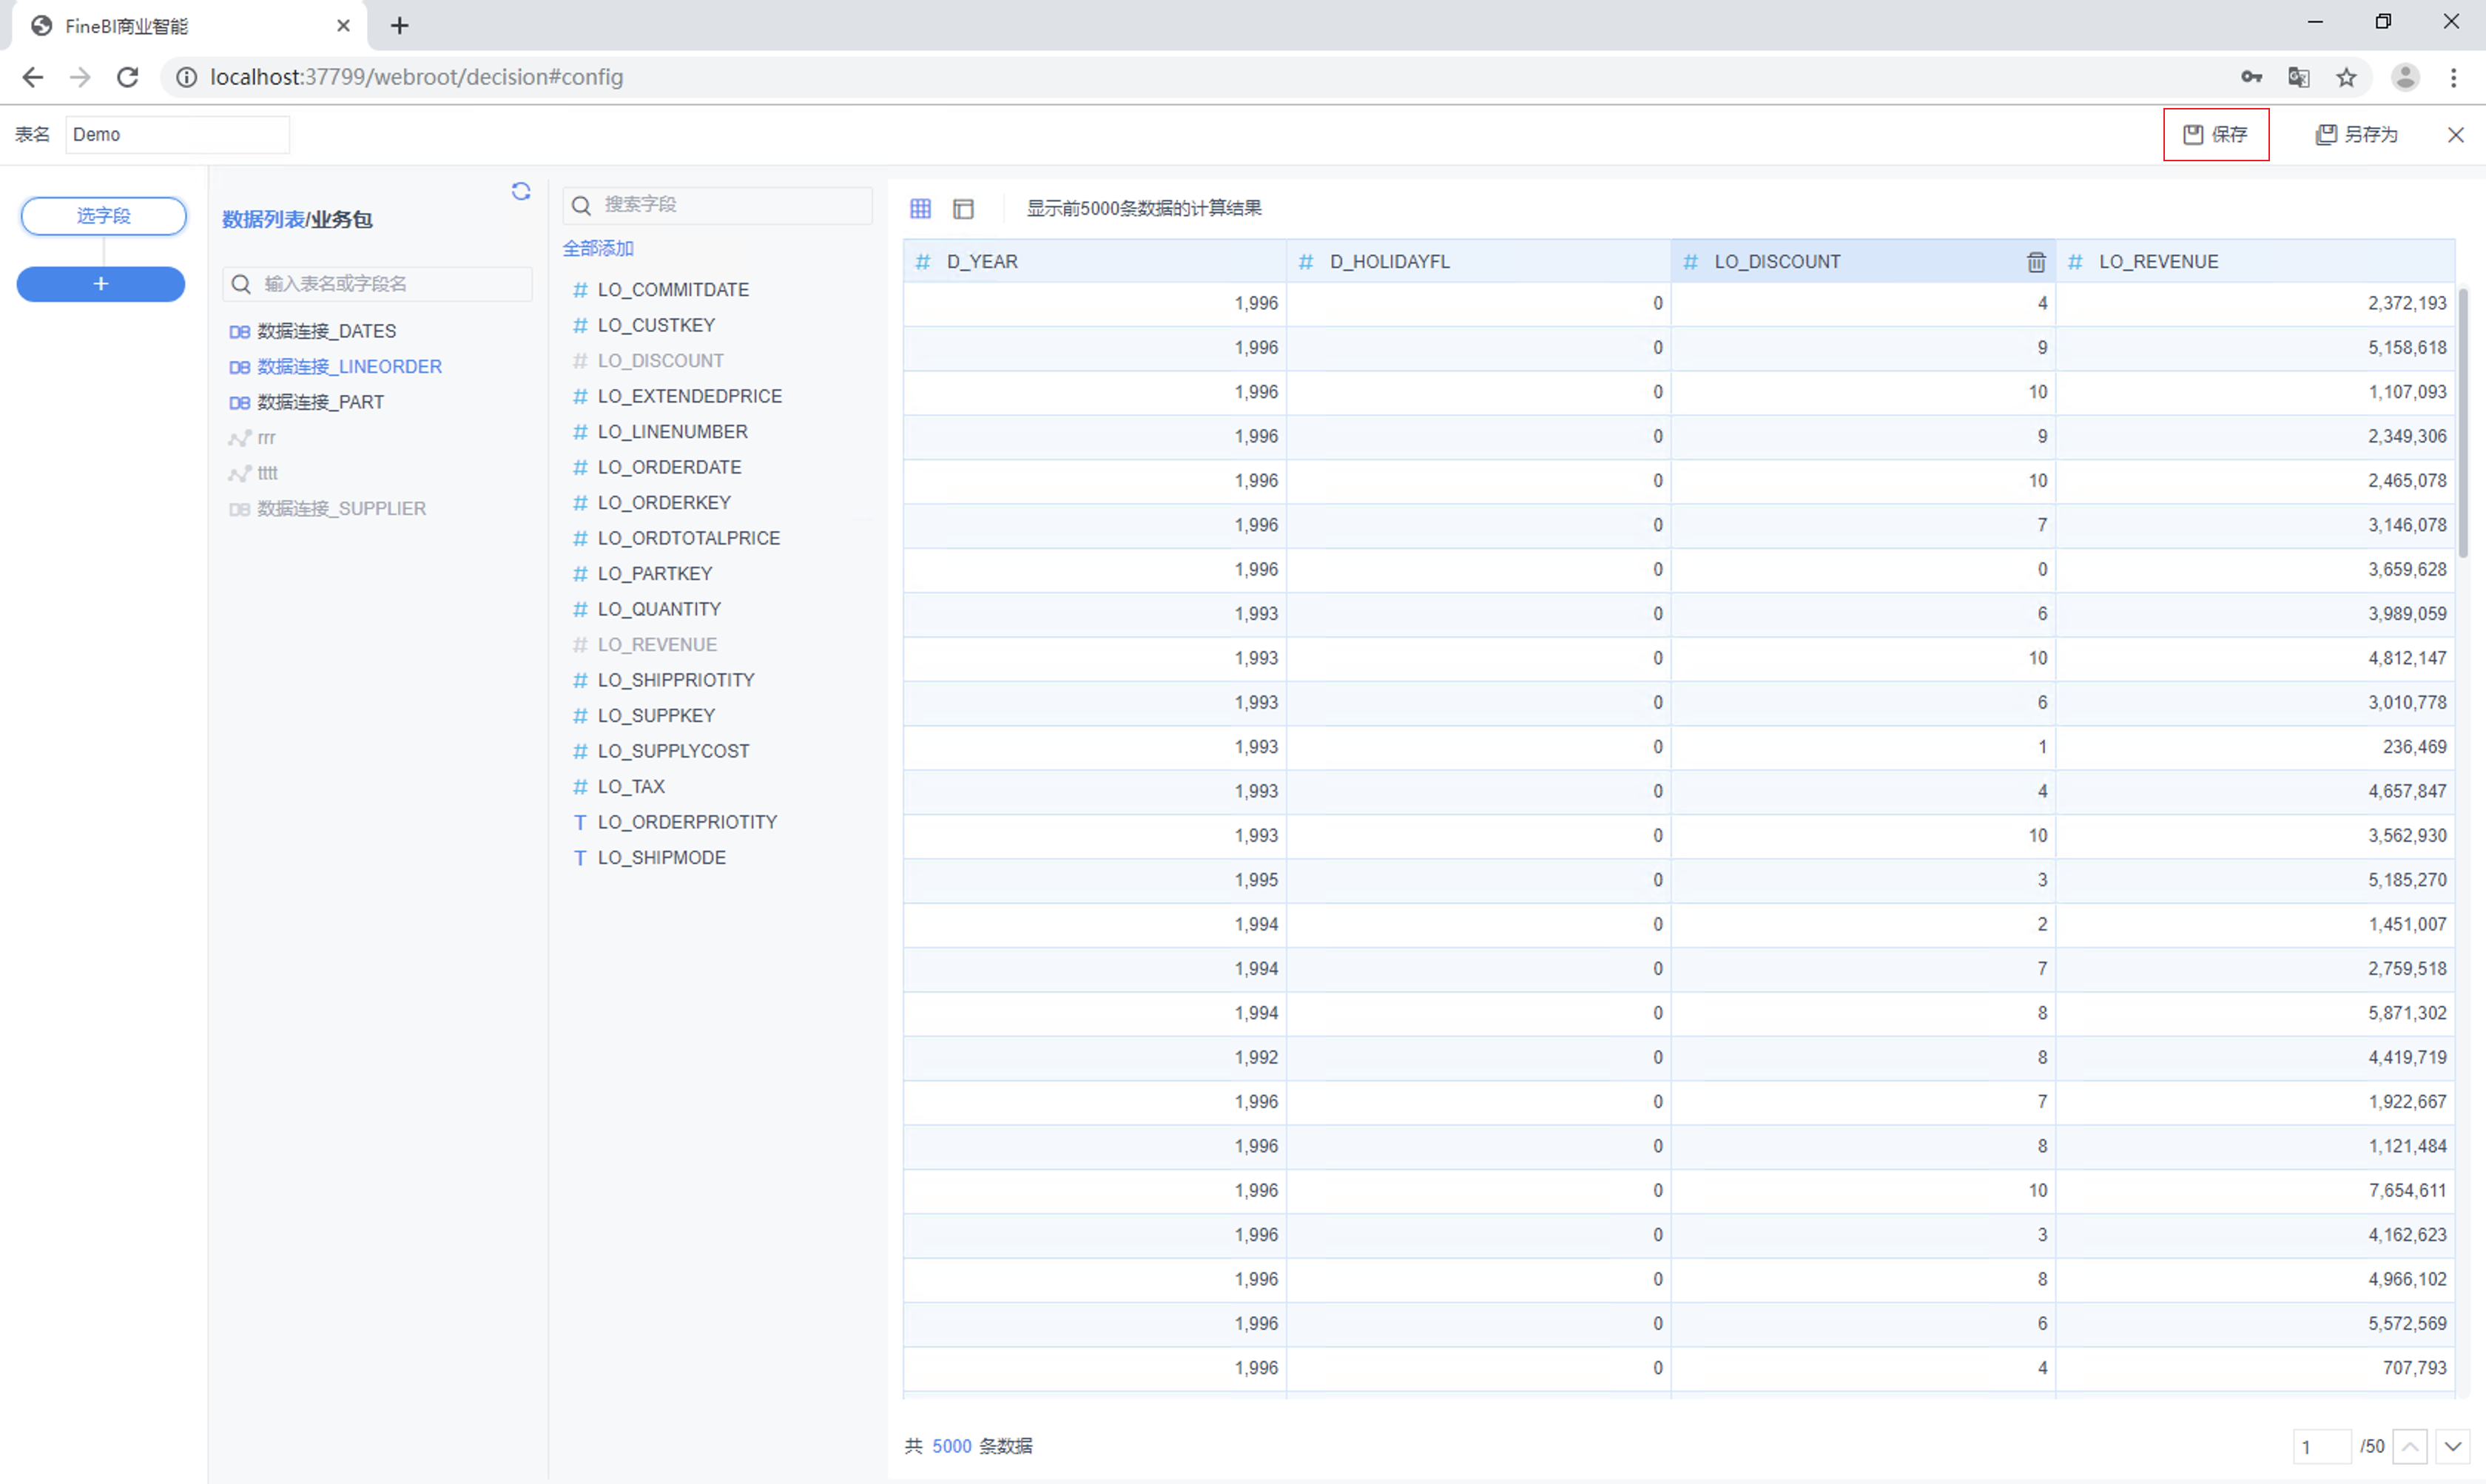 FineBI商业智能
localhost:37799/webroot/decision#config
表名 Demo 保存 另存为
选字段
+
数据列表/业务包
输入表名或字段名
DB 数据连接_DATES
DB 数据连接_LINEORDER
DB 数据连接_PART
rrr
tttt
DB 数据连接_SUPPLIER
搜索字段
全部添加
# LO_COMMITDATE
# LO_CUSTKEY
# LO_DISCOUNT
# LO_EXTENDEDPRICE
# LO_LINENUMBER
# LO_ORDERDATE
# LO_ORDERKEY
# LO_ORDTOTALPRICE
# LO_PARTKEY
# LO_QUANTITY
# LO_REVENUE
# LO_SHIPPRIOTITY
# LO_SUPPKEY
# LO_SUPPLYCOST
# LO_TAX
T LO_ORDERPRIOTITY
T LO_SHIPMODE
显示前5000条数据的计算结果
# D_YEAR # D_HOLIDAYFL # LO_DISCOUNT # LO_REVENUE
1,996 0 4 2,372,193
1,996 0 9 5,158,618
1,996 0 10 1,107,093
1,996 0 9 2,349,306
1,996 0 10 2,465,078
1,996 0 7 3,146,078
1,996 0 0 3,659,628
1,993 0 6 3,989,059
1,993 0 10 4,812,147
1,993 0 6 3,010,778
1,993 0 1 236,469
1,993 0 4 4,657,847
1,993 0 10 3,562,930
1,995 0 3 5,185,270
1,994 0 2 1,451,007
1,994 0 7 2,759,518
1,994 0 8 5,871,302
1,992 0 8 4,419,719
1,996 0 7 1,922,667
1,996 0 8 1,121,484
1,996 0 10 7,654,611
1,996 0 3 4,162,623
1,996 0 8 4,966,102
1,996 0 6 5,572,569
1,996 0 4 707,793
共 5000 条数据
1 /50